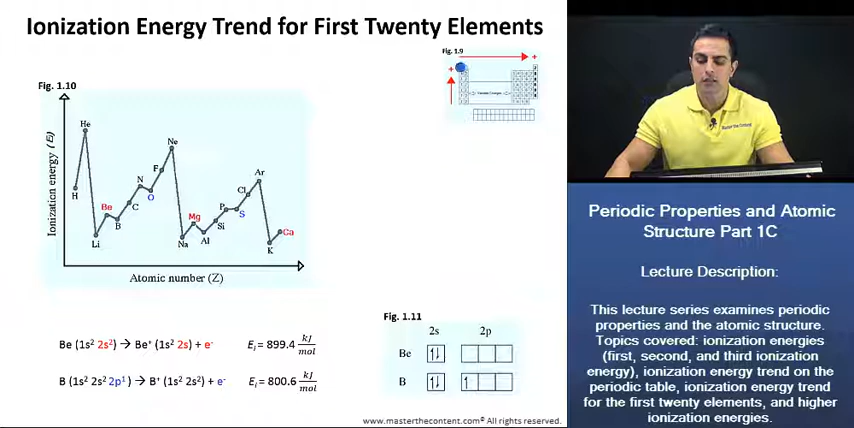 Ionization Energy Trend for First Twenty Elements
Fig. 1.9
+
+
Fig. 1.10
Ionization energy (E)
He
Ne
N
F
Ar
H
Be
C
O
Cl
P
Mg
B
S
Si
Li
Na
Al
K
Ca
Atomic number (Z)
Be (1s² 2s²) → Be⁺ (1s² 2s) + e⁻ Eᵢ = 899.4 kJ/mol
B (1s² 2s² 2p¹) → B⁺ (1s² 2s²) + e⁻ Eᵢ = 800.6 kJ/mol
Fig. 1.11
2s 2p
Be ↿⇂
B ↿⇂ ↿
www.masterthecontent.com© All rights reserved.
Master the Content
Periodic Properties and Atomic
Structure Part 1C
Lecture Description:
This lecture series examines periodic
properties and the atomic structure.
Topics covered: ionization energies
(first, second, and third ionization
energy), ionization energy trend on the
periodic table, ionization energy trend
for the first twenty elements, and higher
ionization energies.